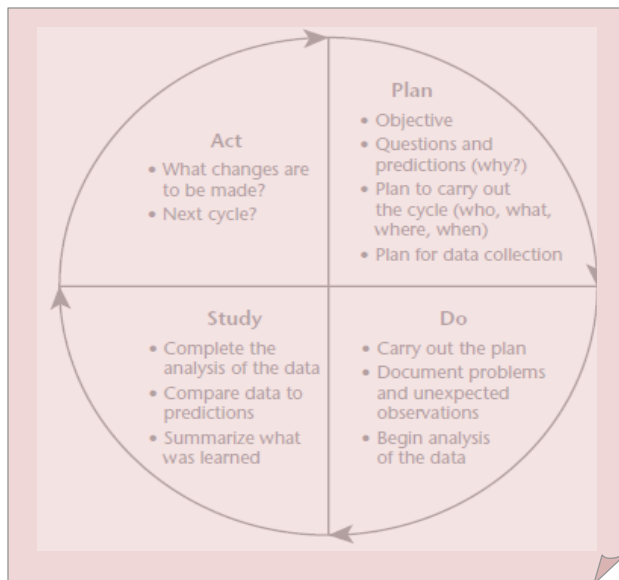 Plan
• Objective
• Questions and
predictions (why?)
• Plan to carry out
the cycle (who, what,
where, when)
• Plan for data collection
Do
• Carry out the plan
• Document problems
and unexpected
observations
• Begin analysis
of the data
Study
• Complete the
analysis of the data
• Compare data to
predictions
• Summarize what
was learned
Act
• What changes are
to be made?
• Next cycle?